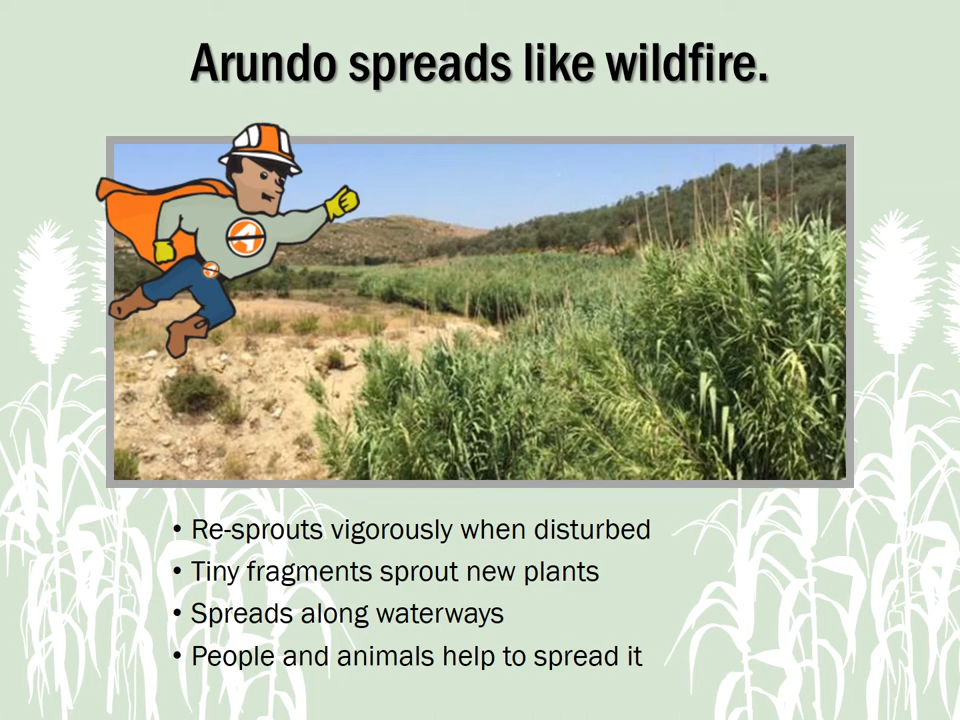 Arundo spreads like wildfire.
• Re-sprouts vigorously when disturbed
• Tiny fragments sprout new plants
• Spreads along waterways
• People and animals help to spread it